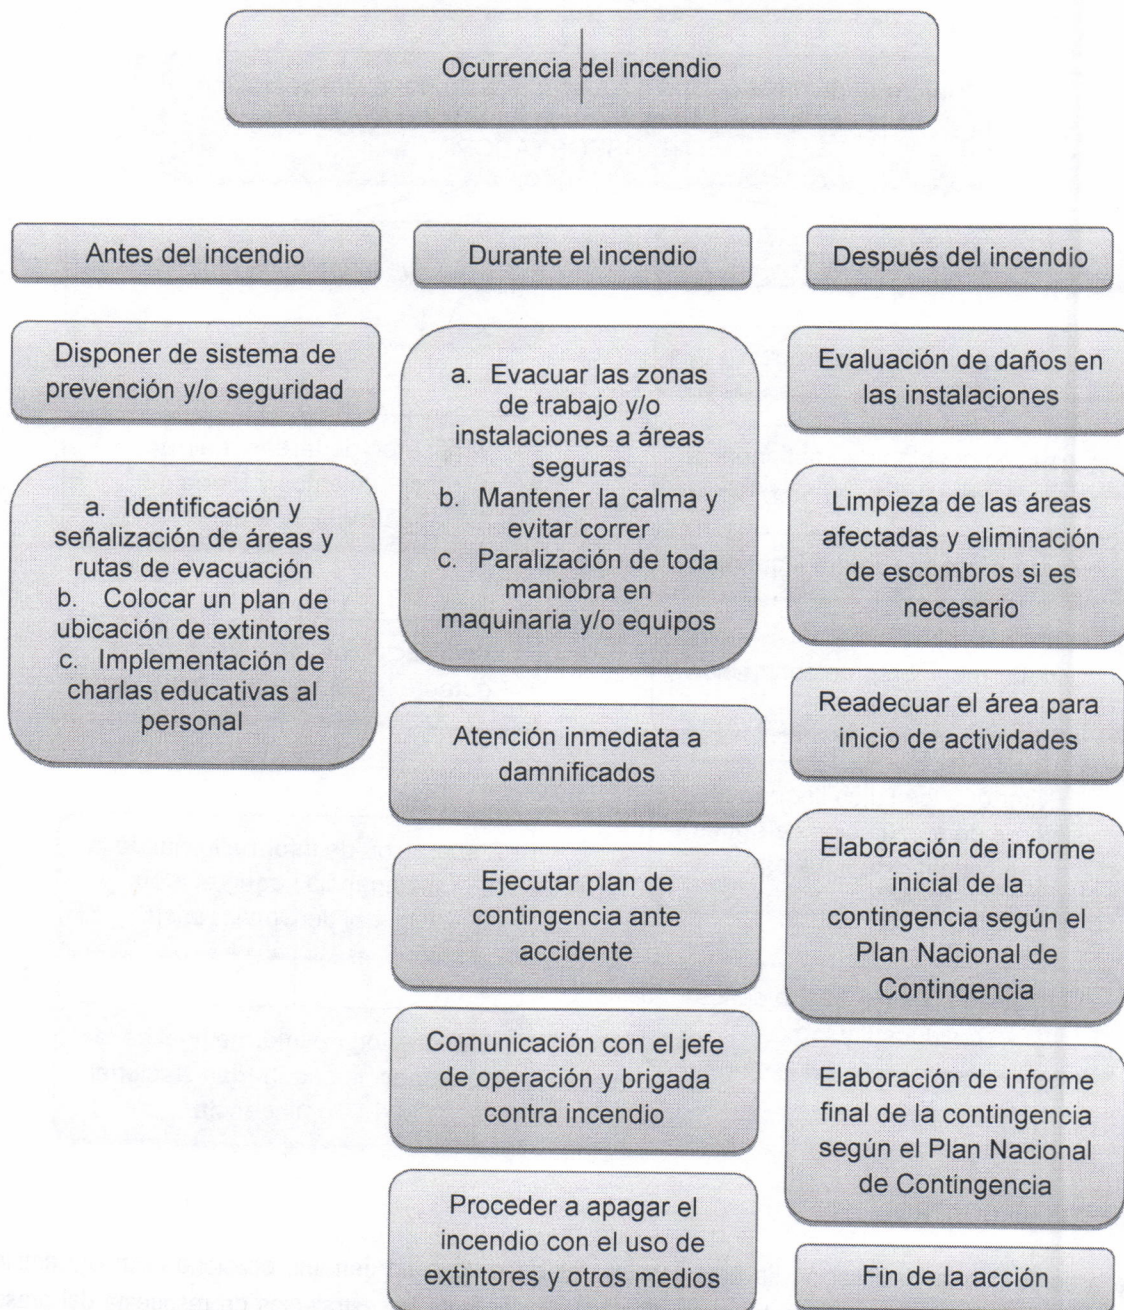 Ocurrencia del incendio
Antes del incendio
Disponer de sistema de
prevención y/o seguridad
a. Identificación y
señalización de áreas y
rutas de evacuación
b. Colocar un plan de
ubicación de extintores
c. Implementación de
charlas educativas al
personal
Durante el incendio
a. Evacuar las zonas
de trabajo y/o
instalaciones a áreas
seguras
b. Mantener la calma y
evitar correr
c. Paralización de toda
maniobra en
maquinaria y/o equipos
Atención inmediata a
damnificados
Ejecutar plan de
contingencia ante
accidente
Comunicación con el jefe
de operación y brigada
contra incendio
Proceder a apagar el
incendio con el uso de
extintores y otros medios
Después del incendio
Evaluación de daños en
las instalaciones
Limpieza de las áreas
afectadas y eliminación
de escombros si es
necesario
Readecuar el área para
inicio de actividades
Elaboración de informe
inicial de la
contingencia según el
Plan Nacional de
Contingencia
Elaboración de informe
final de la contingencia
según el Plan Nacional
de Contingencia
Fin de la acción